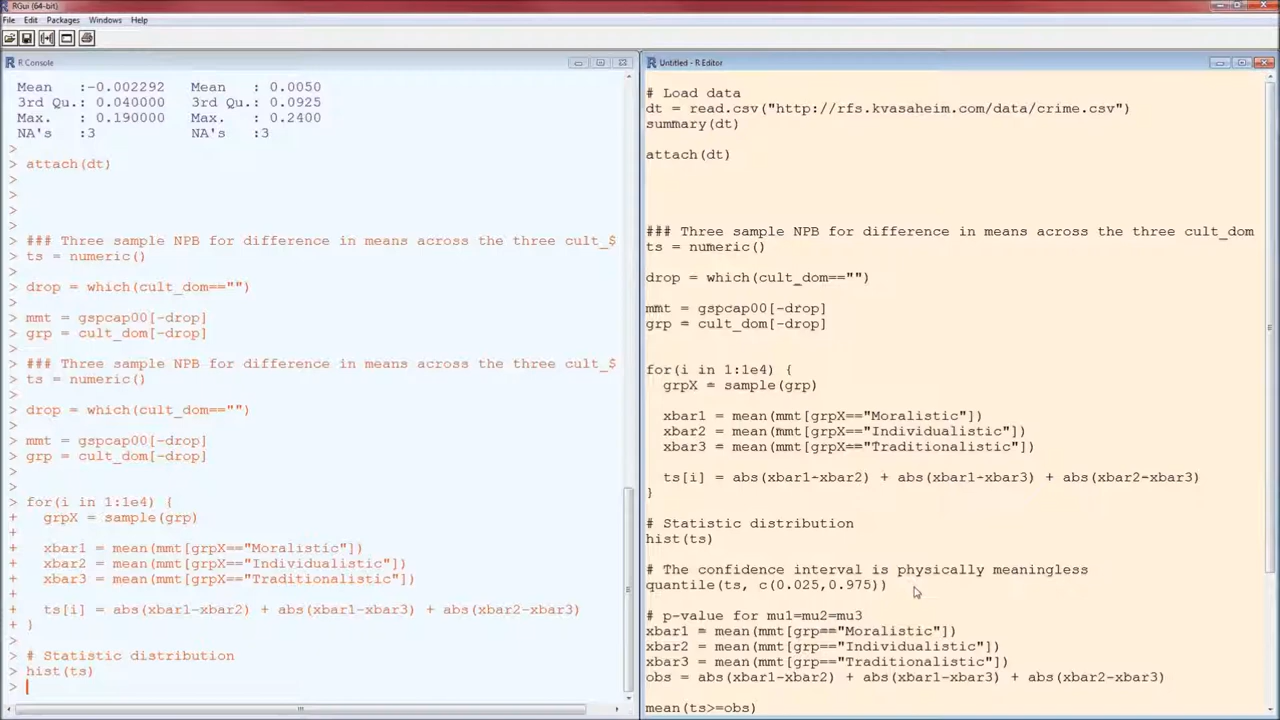 RGui (64-bit)
File Edit Packages Windows Help
R Console
Mean :-0.002292 Mean : 0.0050
3rd Qu.: 0.040000 3rd Qu.: 0.0925
Max. : 0.190000 Max. : 0.2400
NA's :3 NA's :3
>
> attach(dt)
>
>
>
>
> ### Three sample NPB for difference in means across the three cult_$
> ts = numeric()
>
> drop = which(cult_dom=="")
>
> mmt = gspcap00[-drop]
> grp = cult_dom[-drop]
>
> ### Three sample NPB for difference in means across the three cult_$
> ts = numeric()
>
> drop = which(cult_dom=="")
>
> mmt = gspcap00[-drop]
> grp = cult_dom[-drop]
>
>
> for(i in 1:1e4) {
+ grpX = sample(grp)
+
+ xbar1 = mean(mmt[grpX=="Moralistic"])
+ xbar2 = mean(mmt[grpX=="Individualistic"])
+ xbar3 = mean(mmt[grpX=="Traditionalistic"])
+
+ ts[i] = abs(xbar1-xbar2) + abs(xbar1-xbar3) + abs(xbar2-xbar3)
+ }
>
> # Statistic distribution
> hist(ts)
>
Untitled - R Editor
# Load data
dt = read.csv("http://rfs.kvasaheim.com/data/crime.csv")
summary(dt)
attach(dt)
### Three sample NPB for difference in means across the three cult_dom
ts = numeric()
drop = which(cult_dom=="")
mmt = gspcap00[-drop]
grp = cult_dom[-drop]
for(i in 1:1e4) {
grpX = sample(grp)
xbar1 = mean(mmt[grpX=="Moralistic"])
xbar2 = mean(mmt[grpX=="Individualistic"])
xbar3 = mean(mmt[grpX=="Traditionalistic"])
ts[i] = abs(xbar1-xbar2) + abs(xbar1-xbar3) + abs(xbar2-xbar3)
}
# Statistic distribution
hist(ts)
# The confidence interval is physically meaningless
quantile(ts, c(0.025,0.975))
# p-value for mu1=mu2=mu3
xbar1 = mean(mmt[grp=="Moralistic"])
xbar2 = mean(mmt[grp=="Individualistic"])
xbar3 = mean(mmt[grp=="Traditionalistic"])
obs = abs(xbar1-xbar2) + abs(xbar1-xbar3) + abs(xbar2-xbar3)
mean(ts>=obs)